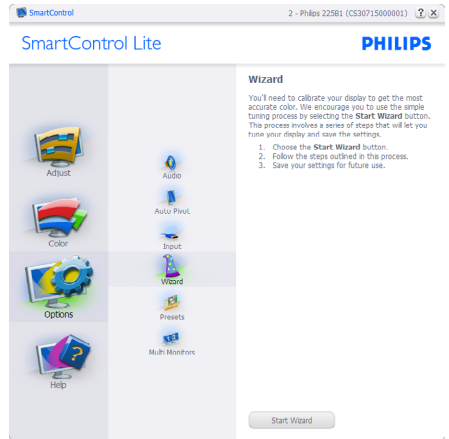 SmartControl
2 - Philips 225B1 (CS30715000001) ? X
SmartControl Lite
PHILIPS
Adjust
Color
Options
Help
Audio
Auto Pivot
Input
Wizard
Presets
Multi Monitors
Wizard
You'll need to calibrate your display to get the most
accurate color. We encourage you to use the simple
tuning process by selecting the Start Wizard button.
This process involves a series of steps that will let you
tune your display and save the settings.
1. Choose the Start Wizard button.
2. Follow the steps outlined in this process.
3. Save your settings for future use.
Start Wizard